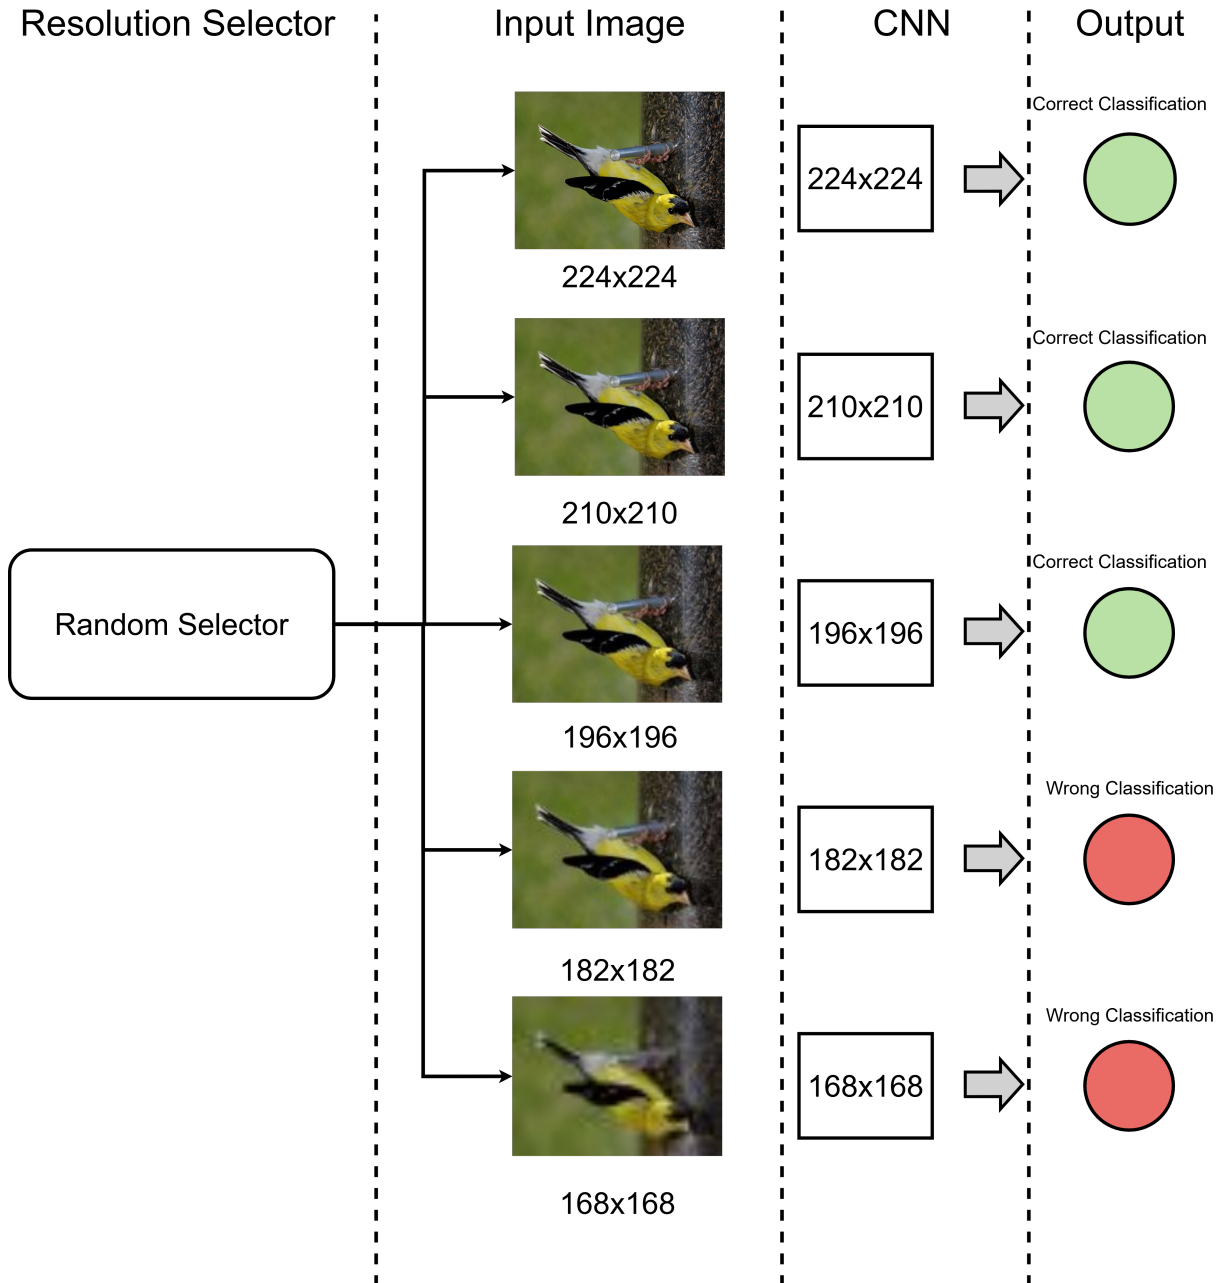 Resolution Selector
Input Image
CNN
Output
Correct Classification
224x224
224x224
Correct Classification
210x210
210x210
Correct Classification
Random Selector
196x196
196x196
Wrong Classification
182x182
182x182
Wrong Classification
168x168
168x168